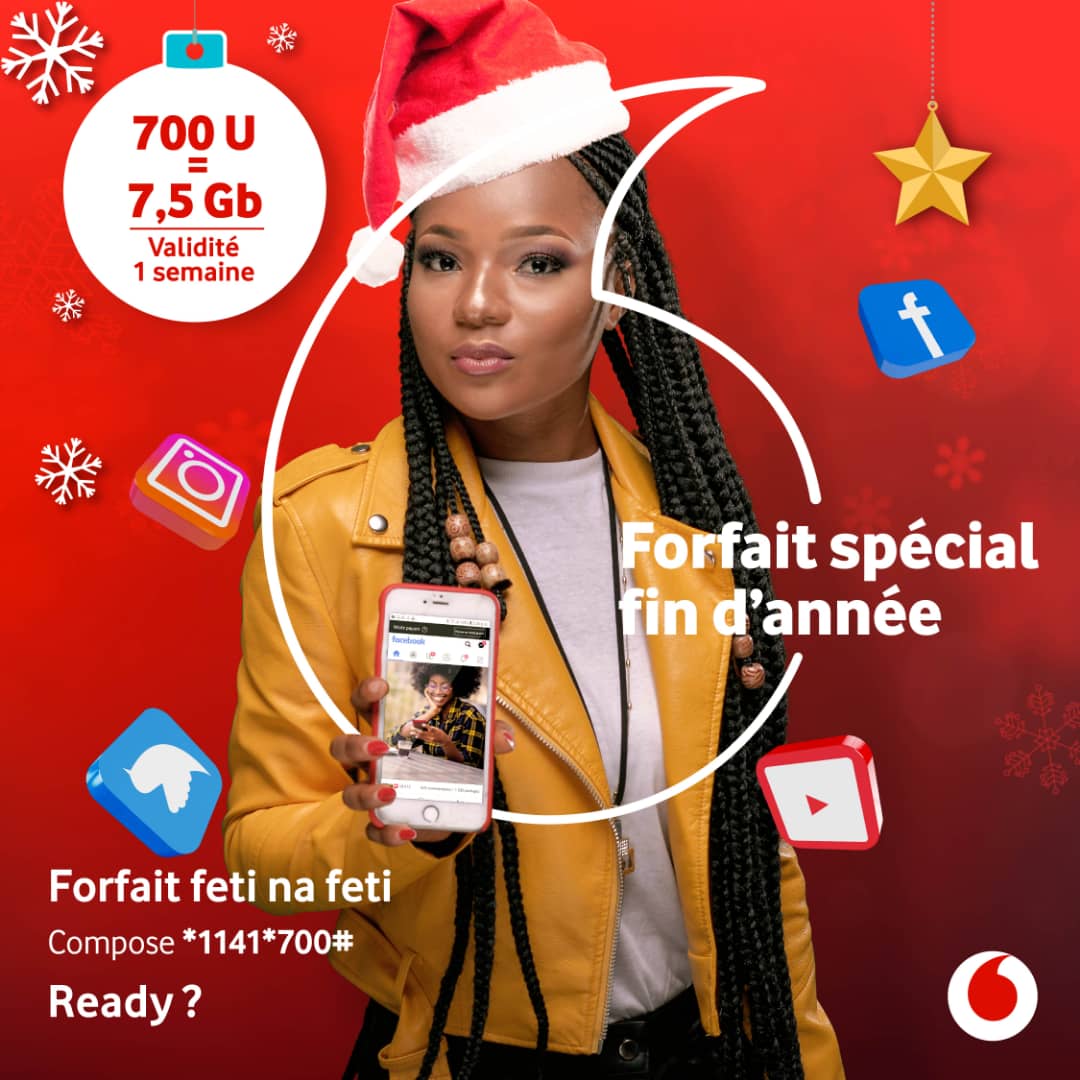 700 U
=
7,5 Gb
Validité
1 semaine
Forfait spécial
fin d'année
facebook
Forfait feti na feti
Compose *1141*700#
Ready ?